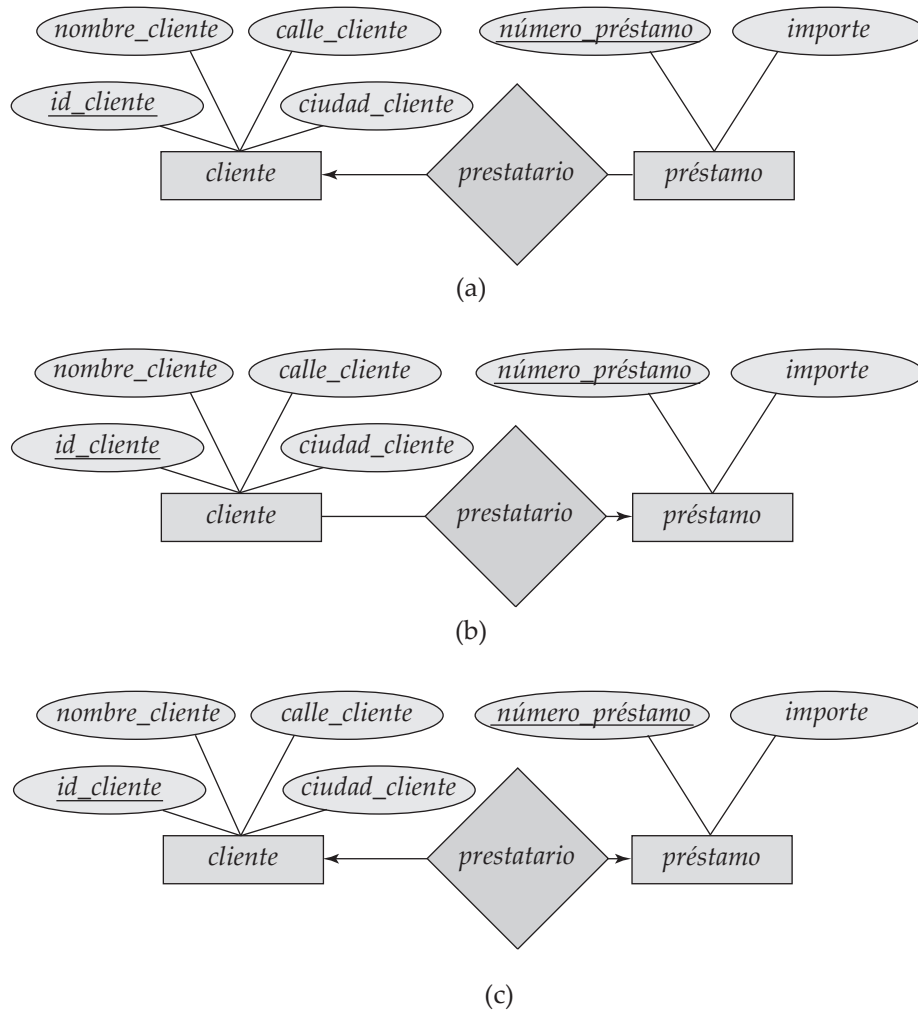 nombre_cliente calle_cliente número_préstamo importe
id_cliente ciudad_cliente
cliente prestatario préstamo
(a)
nombre_cliente calle_cliente número_préstamo importe
id_cliente ciudad_cliente
cliente prestatario préstamo
(b)
nombre_cliente calle_cliente número_préstamo importe
id_cliente ciudad_cliente
cliente prestatario préstamo
(c)